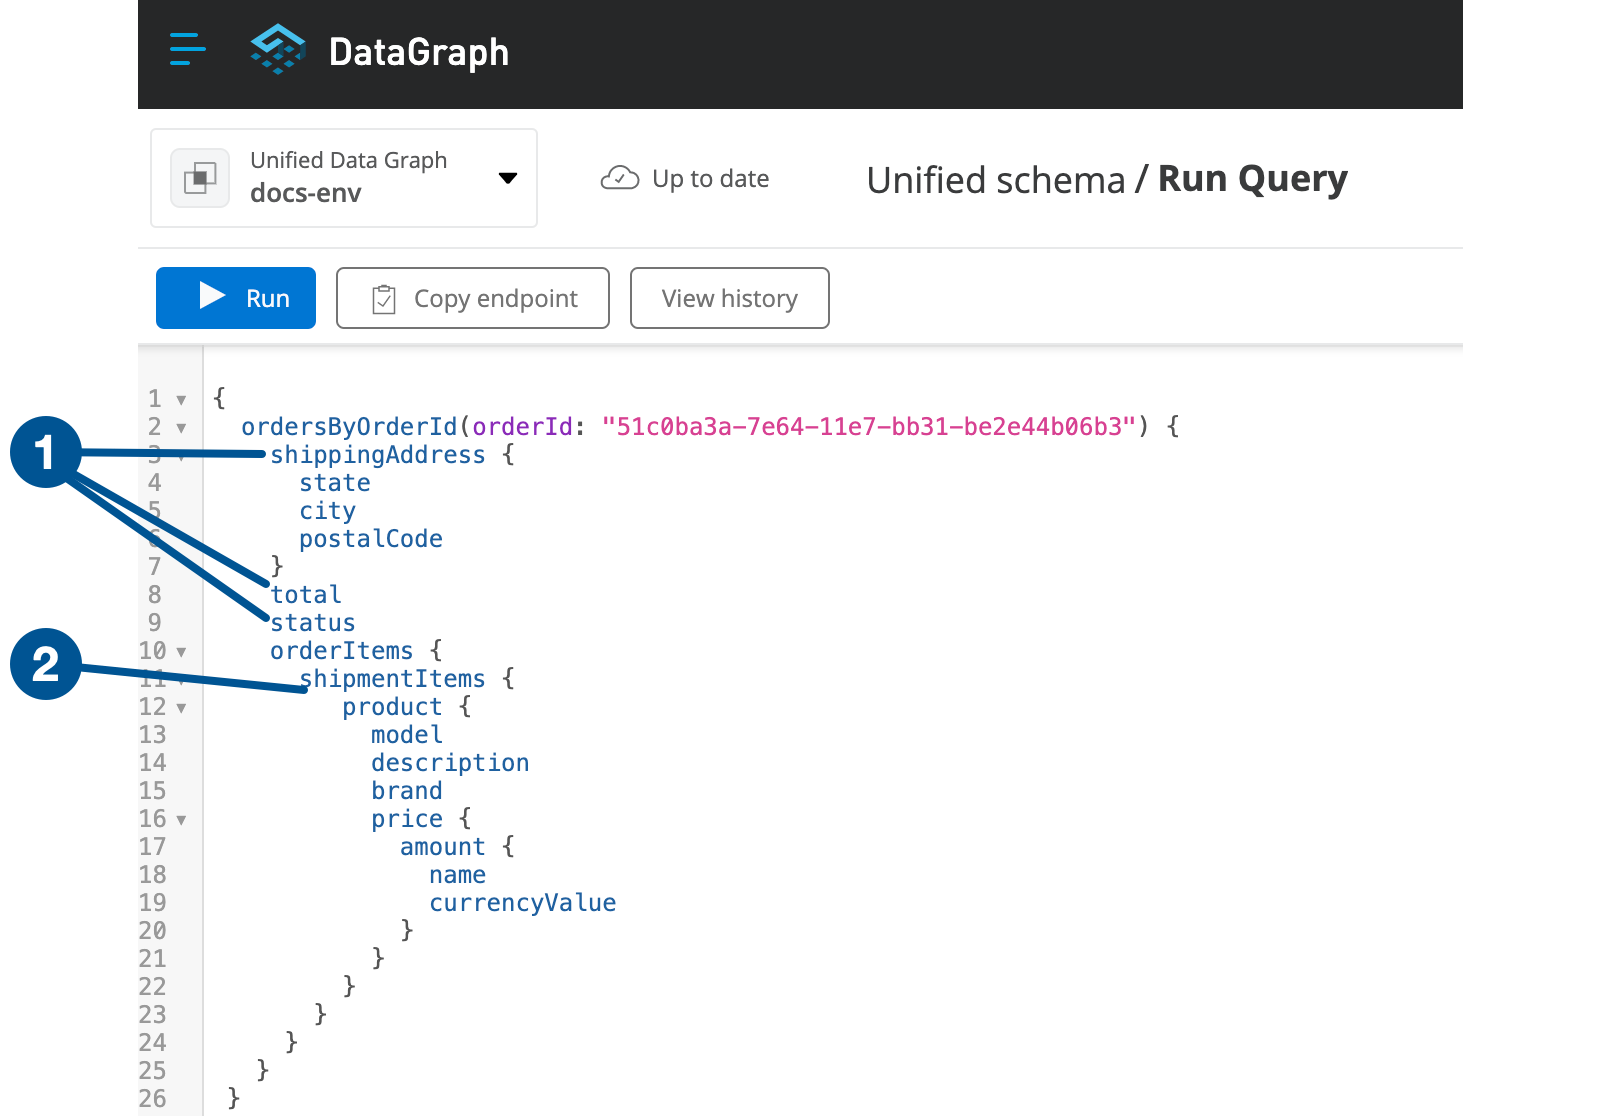 DataGraph
Unified Data Graph
docs-env
Up to date
Unified schema / Run Query
Run
Copy endpoint
View history
1 {
2   ordersByOrderId(orderId: "51c0ba3a-7e64-11e7-bb31-be2e44b06b3") {
1
3     shippingAddress {
4       state
5       city
6       postalCode
7     }
8     total
9     status
10     orderItems {
2
11       shipmentItems {
12          product {
13            model
14            description
15            brand
16            price {
17              amount {
18                name
19                currencyValue
20              }
21            }
22          }
23        }
24      }
25    }
26  }